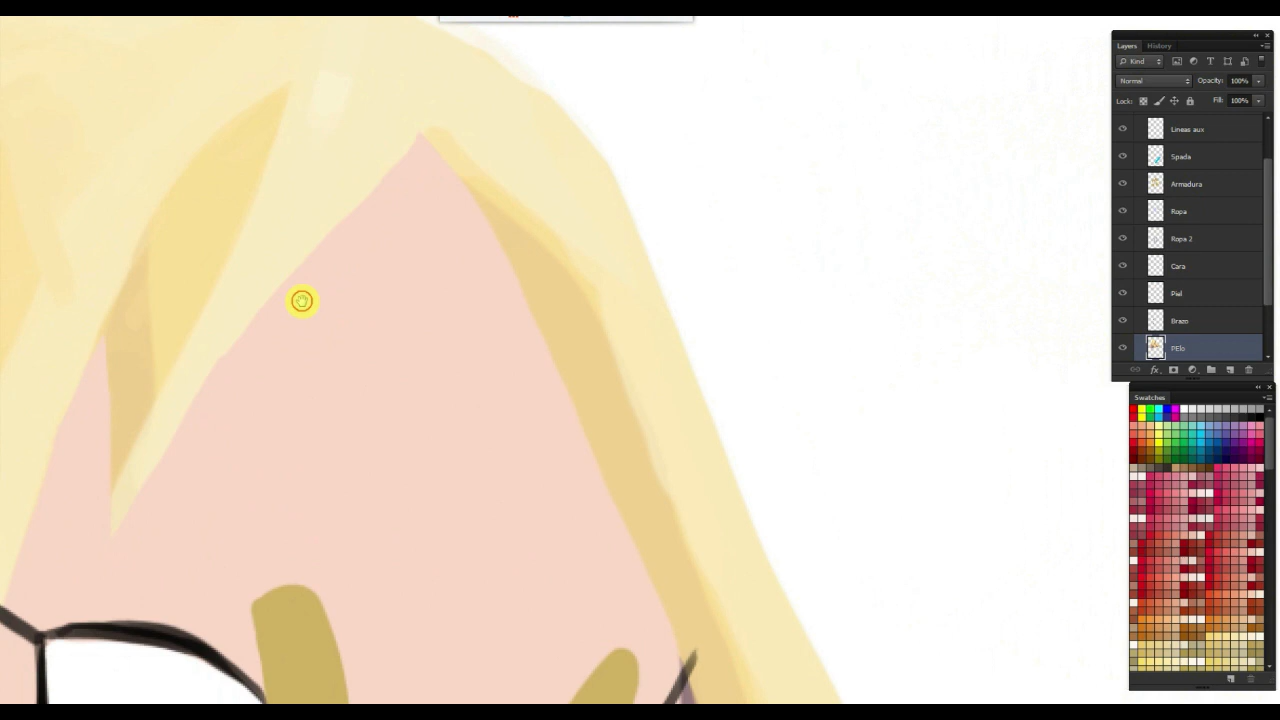 Layers History
Kind
Normal Opacity: 100%
Lock: Fill: 100%
Lineas aux
Spada
Armadura
Ropa
Ropa 2
Cara
Piel
Brazo
PElo
fx
Swatches